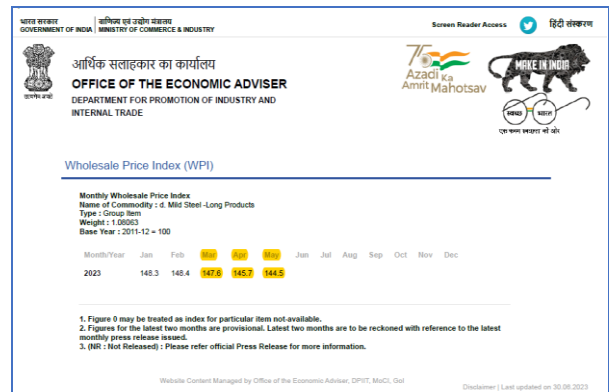 भारत सरकार
GOVERNMENT OF INDIA
वाणिज्य एवं उद्योग मंत्रालय
MINISTRY OF COMMERCE & INDUSTRY
Screen Reader Access
हिंदी संस्करण
आर्थिक सलाहकार का कार्यालय
OFFICE OF THE ECONOMIC ADVISER
DEPARTMENT FOR PROMOTION OF INDUSTRY AND
INTERNAL TRADE
सत्यमेव जयते
75
Azadi Ka
Amrit Mahotsav
MAKE IN INDIA
स्वच्छ भारत
एक कदम स्वच्छता की ओर
Wholesale Price Index (WPI)
Monthly Wholesale Price Index
Name of Commodity : d. Mild Steel -Long Products
Type : Group Item
Weight : 1.08063
Base Year : 2011-12 = 100
Month/Year Jan Feb Mar Apr May Jun Jul Aug Sep Oct Nov Dec
2023 148.3 148.4 147.6 145.7 144.5
1. Figure 0 may be treated as index for particular item not-available.
2. Figures for the latest two months are provisional. Latest two months are to be reckoned with reference to the latest
monthly press release issued.
3. (NR : Not Released) : Please refer official Press Release for more information.
Website Content Managed by Office of the Economic Adviser, DPIIT, MoCI, GoI
Disclaimer | Last updated on 30.06.2023